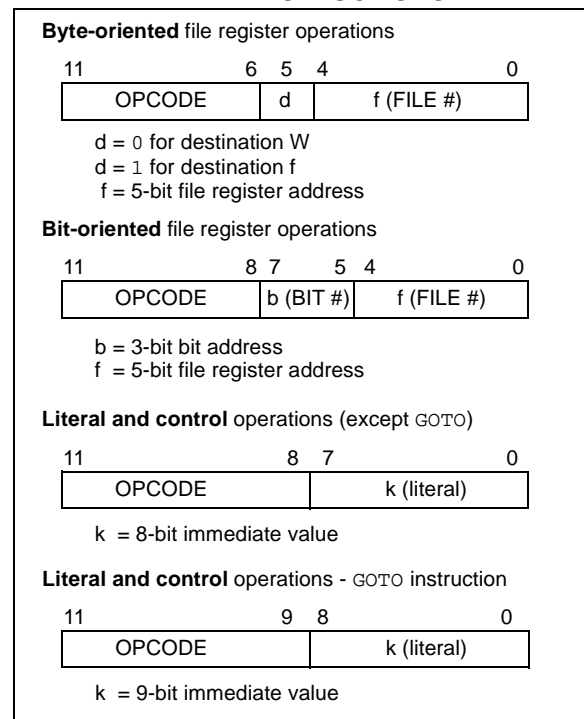 Byte-oriented file register operations
11 6 5 4 0
OPCODE d f (FILE #)
d = 0 for destination W
d = 1 for destination f
f = 5-bit file register address
Bit-oriented file register operations
11 8 7 5 4 0
OPCODE b (BIT #) f (FILE #)
b = 3-bit bit address
f = 5-bit file register address
Literal and control operations (except GOTO)
11 8 7 0
OPCODE k (literal)
k = 8-bit immediate value
Literal and control operations - GOTO instruction
11 9 8 0
OPCODE k (literal)
k = 9-bit immediate value